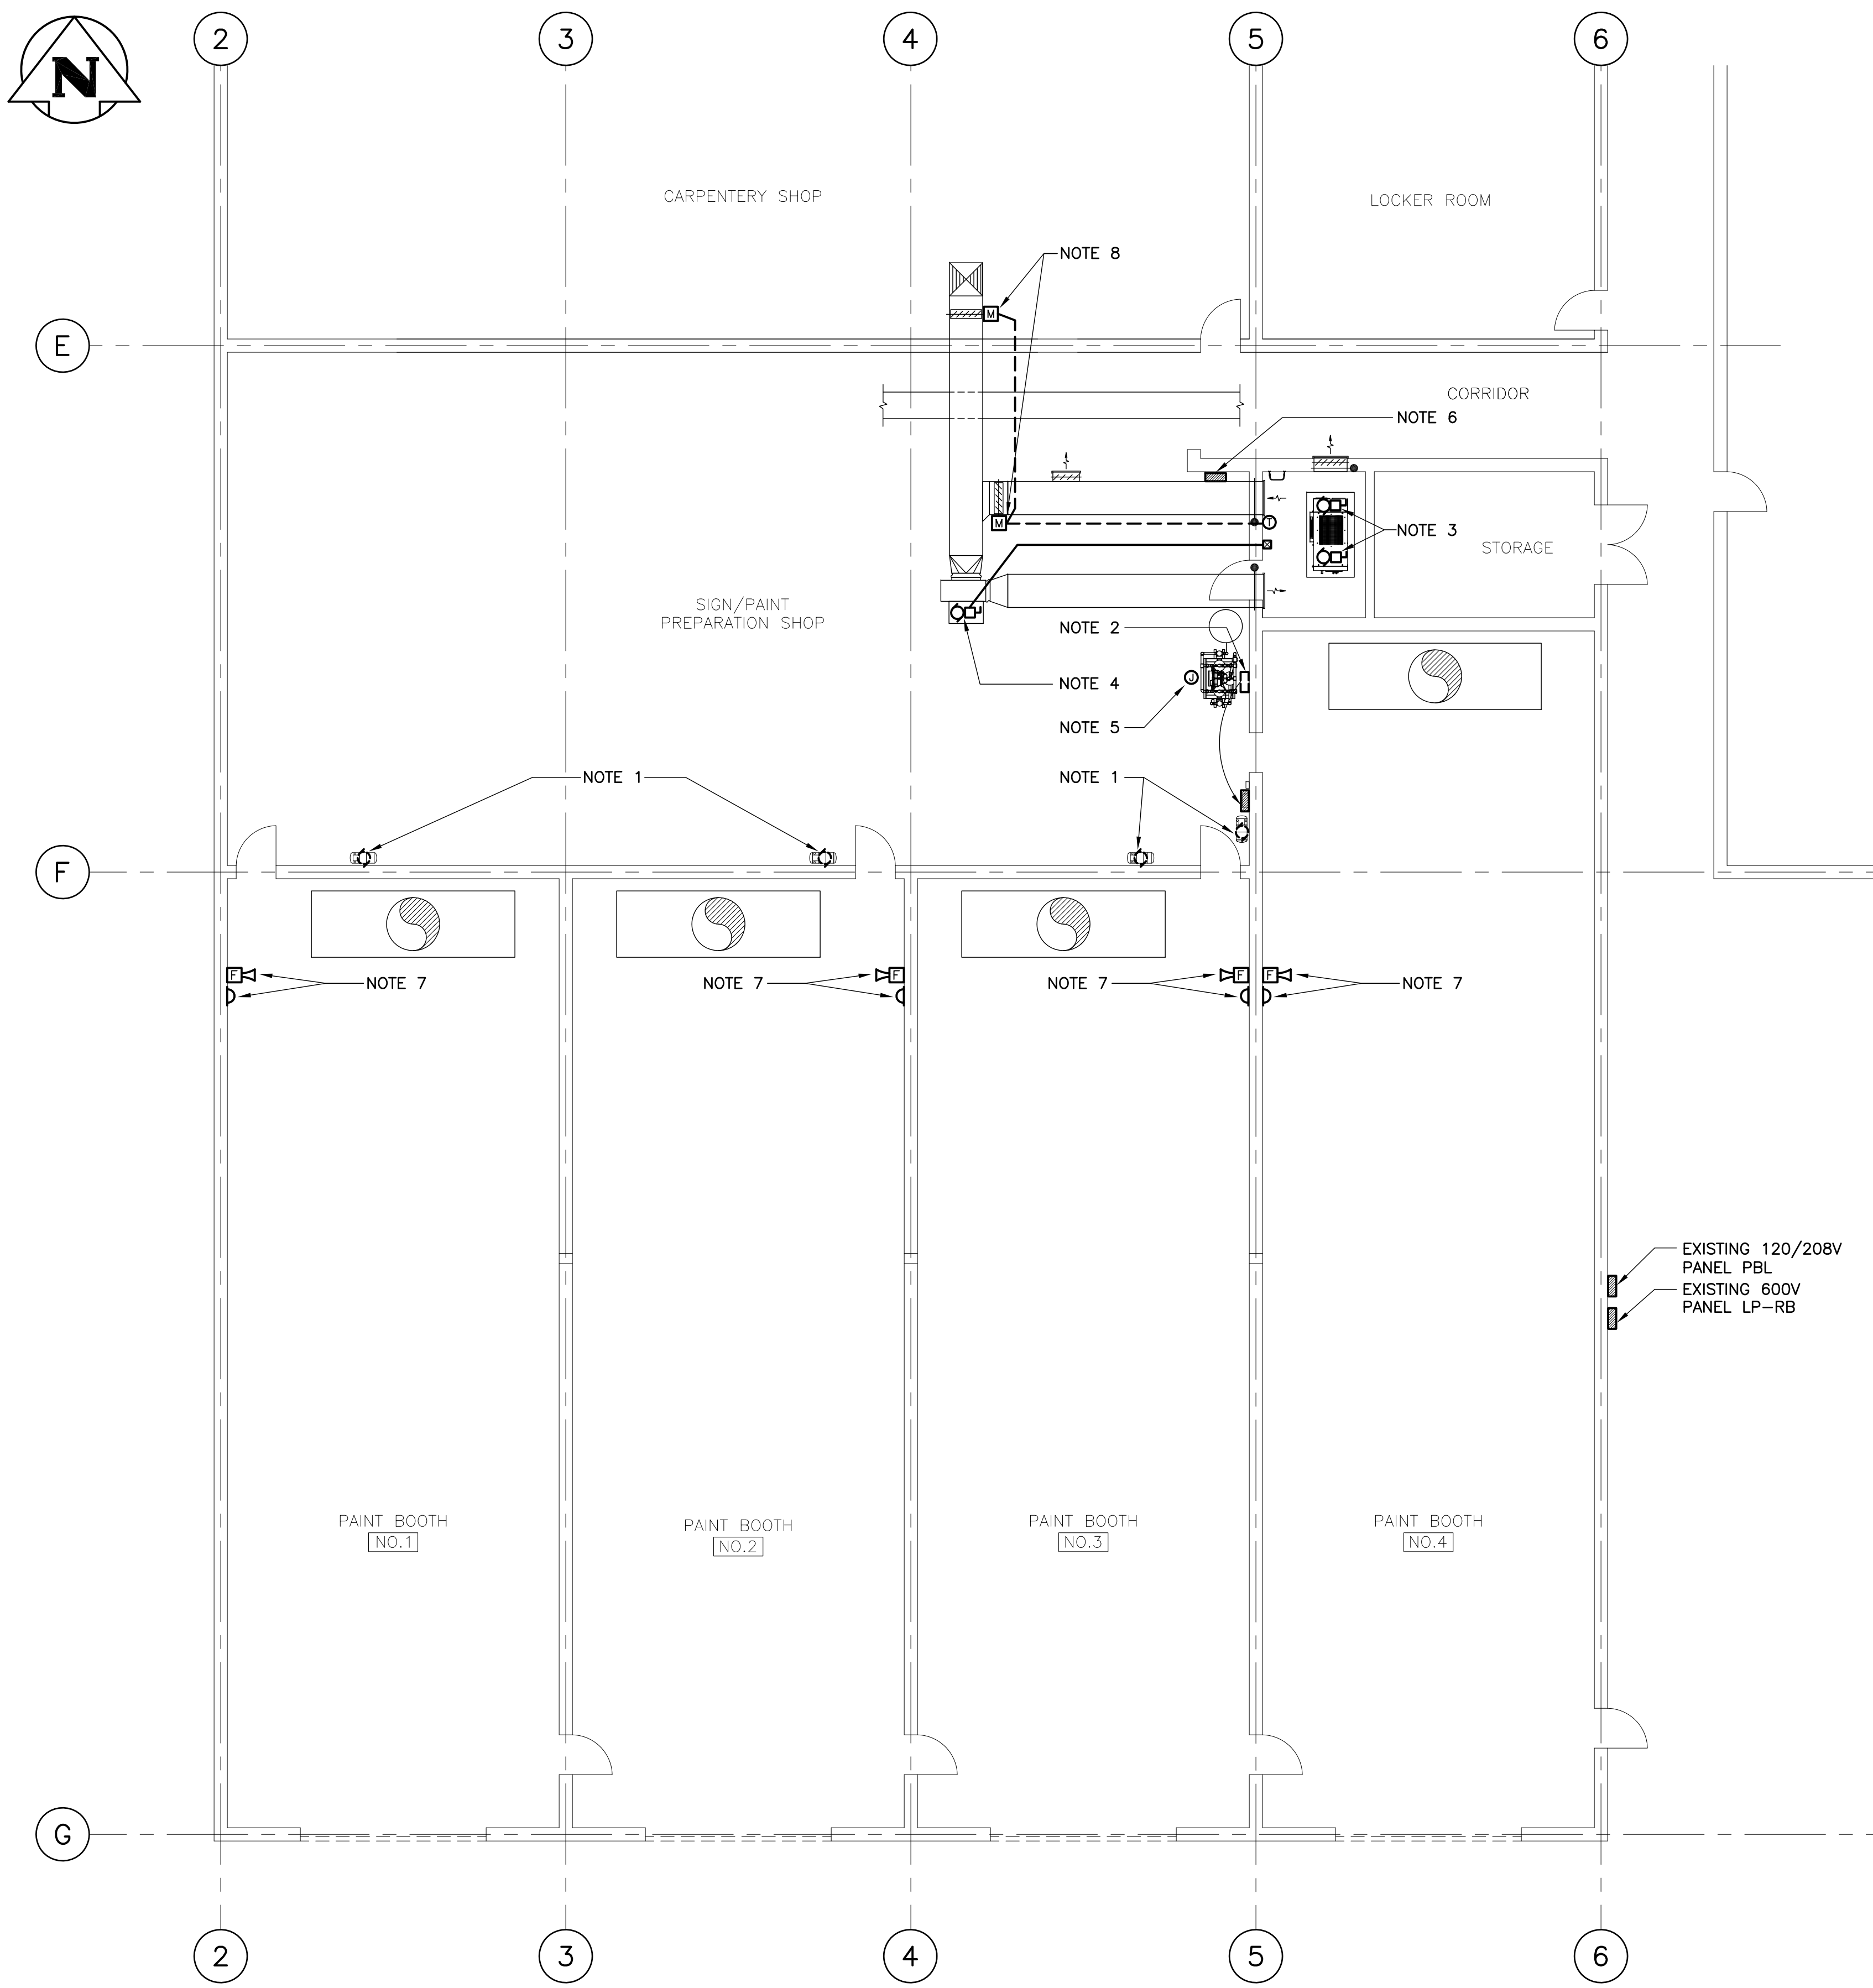 N
2
3
4
5
6
CARPENTERY SHOP
LOCKER ROOM
NOTE 8
M
E
CORRIDOR
NOTE 6
M
T
NOTE 3
STORAGE
SIGN/PAINT
PREPARATION SHOP
NOTE 2
J
NOTE 4
NOTE 5
NOTE 1
NOTE 1
F
F
NOTE 7
F
NOTE 7
F
NOTE 7
F
NOTE 7
EXISTING 120/208V
PANEL PBL
EXISTING 600V
PANEL LP-RB
PAINT BOOTH
NO.1
PAINT BOOTH
NO.2
PAINT BOOTH
NO.3
PAINT BOOTH
NO.4
G
2
3
4
5
6